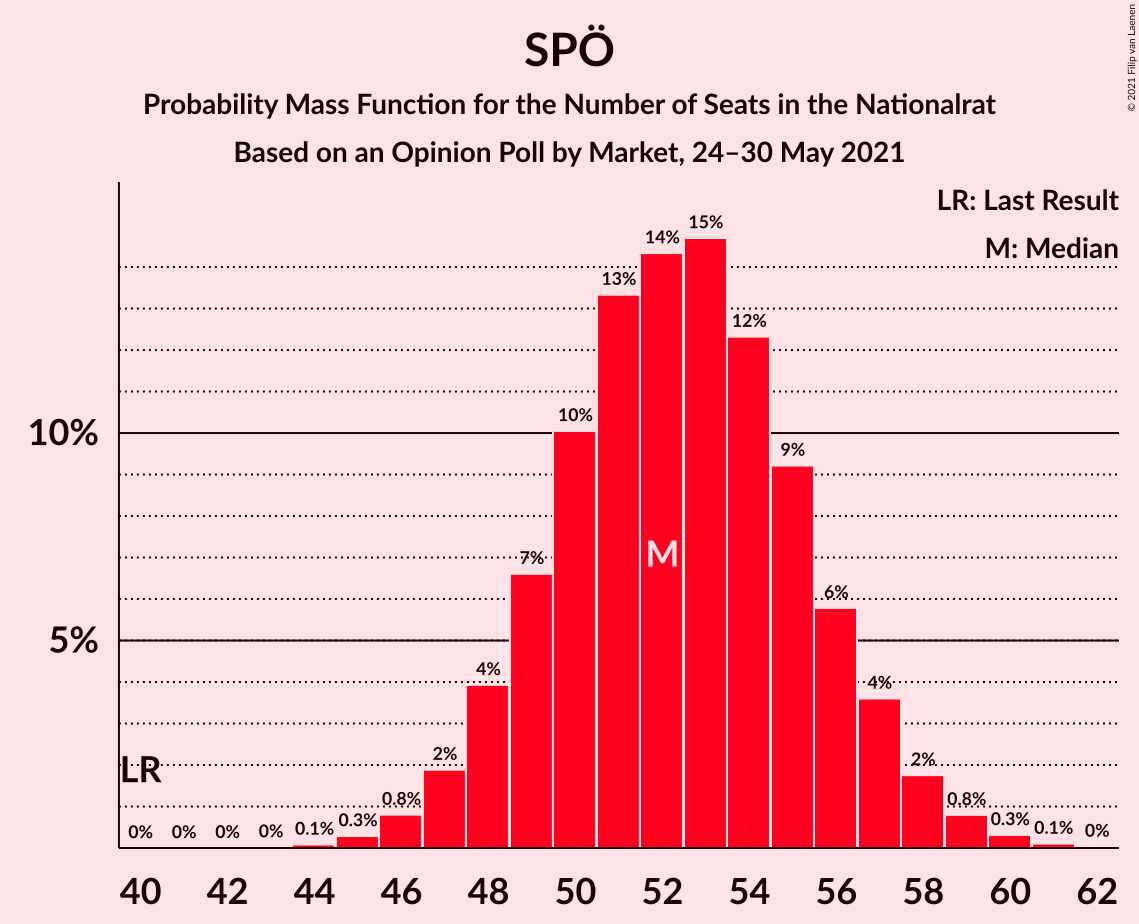 SPÖ
Probability Mass Function for the Number of Seats in the Nationalrat
Based on an Opinion Poll by Market, 24–30 May 2021
© 2021 Filip van Laenen
LR: Last Result
M: Median
10%
5%
LR
M
0% 0% 0% 0% 0.1% 0.3% 0.8% 2% 4% 7% 10% 13% 14% 15% 12% 9% 6% 4% 2% 0.8% 0.3% 0.1% 0%
40 42 44 46 48 50 52 54 56 58 60 62